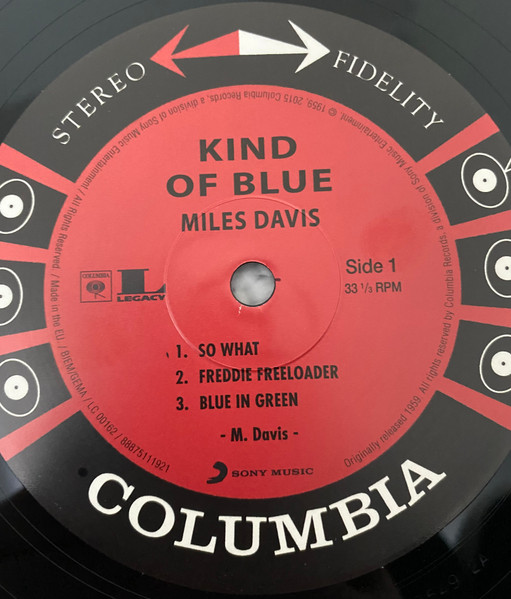 STEREO FIDELITY
KIND
OF BLUE
MILES DAVIS
COLUMBIA
LEGACY
Side 1
33 ⅓ RPM
1. SO WHAT
2. FREDDIE FREELOADER
3. BLUE IN GREEN
- M. Davis -
SONY MUSIC
COLUMBIA
℗ 1959, 2015 Columbia Records, a division of Sony Music Entertainment / All Rights Reserved / Made in the EU / BIEM/GEMA / LC 00162 / 88875111921
Originally released 1959. All rights reserved by Columbia Records, a division of Sony Music Entertainment.